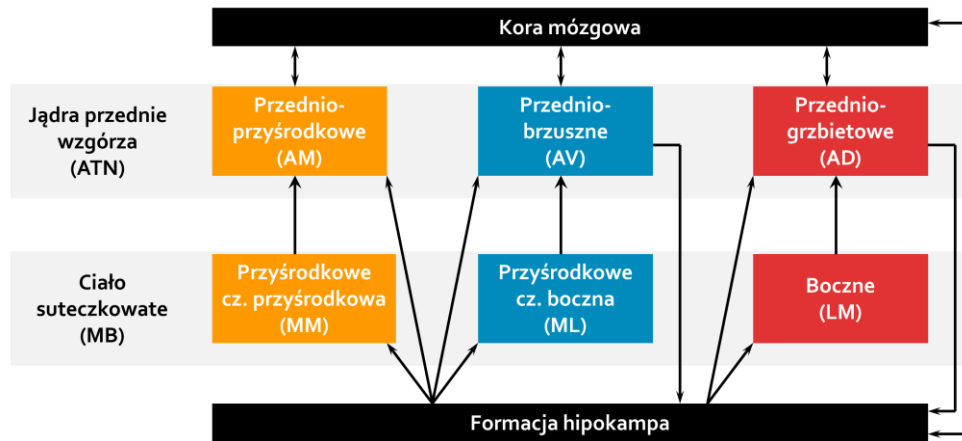 Kora mózgowa
Jądra przednie
wzgórza
(ATN)
Przednio-
przyśrodkowe
(AM)
Przednio-
brzuszne
(AV)
Przednio-
grzbietowe
(AD)
Ciało
suteczkowate
(MB)
Przyśrodkowe
cz. przyśrodkowa
(MM)
Przyśrodkowe
cz. boczna
(ML)
Boczne
(LM)
Formacja hipokampa